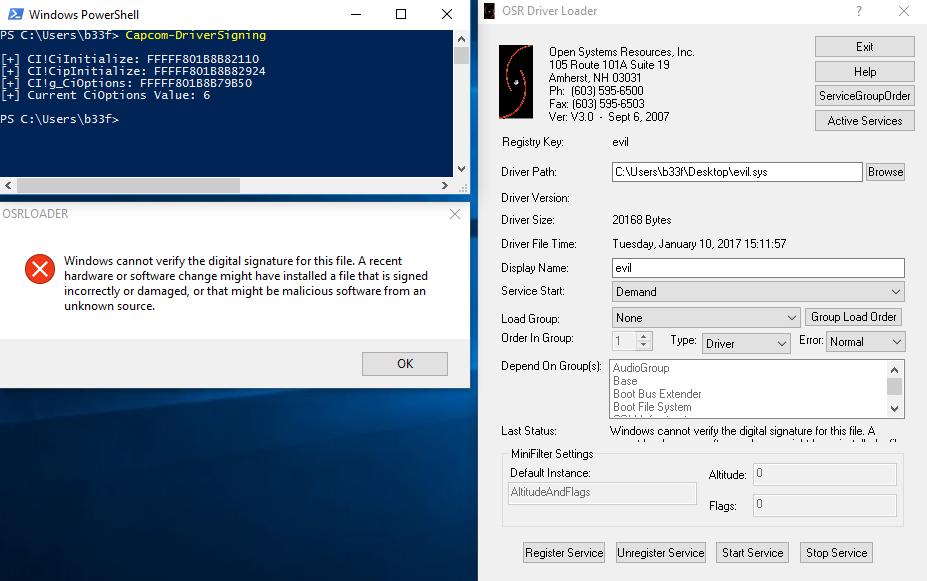 Windows PowerShell
PS C:\Users\b33f> Capcom-DriverSigning
[+] CI!CiInitialize: FFFFF801B8B82110
[+] CI!CipInitialize: FFFFF801B8B82924
[+] CI!g_CiOptions: FFFFF801B8B79B50
[+] Current CiOptions Value: 6
PS C:\Users\b33f>
OSRLOADER
Windows cannot verify the digital signature for this file. A recent
hardware or software change might have installed a file that is signed
incorrectly or damaged, or that might be malicious software from an
unknown source.
OK
OSR Driver Loader
?
Open Systems Resources, Inc.
105 Route 101A Suite 19
Amherst, NH 03031
Ph: (603) 595-6500
Fax: (603) 595-6503
Ver: V3.0 - Sept 6, 2007
Exit
Help
ServiceGroupOrder
Active Services
Registry Key: evil
Driver Path: C:\Users\b33f\Desktop\evil.sys Browse
Driver Version:
Driver Size: 20168 Bytes
Driver File Time: Tuesday, January 10, 2017 15:11:57
Display Name: evil
Service Start: Demand
Load Group: None Group Load Order
Order In Group: 1 Type: Driver Error: Normal
Depend On Group(s): AudioGroup
Base
Boot Bus Extender
Boot File System
Last Status: Windows cannot verify the digital signature for this file. A
MiniFilter Settings
Default Instance:
AltitudeAndFlags
Altitude: 0
Flags: 0
Register Service Unregister Service Start Service Stop Service